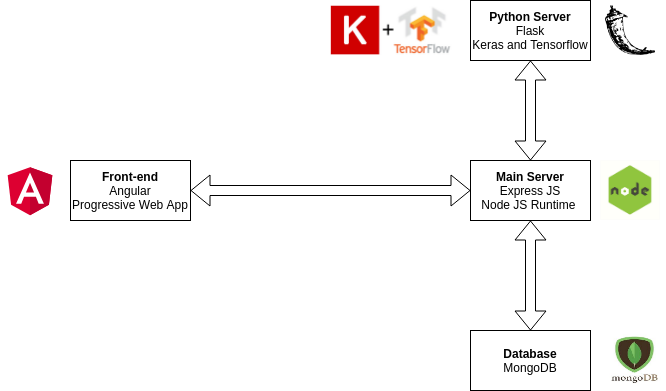 K
+
TensorFlow
Python Server
Flask
Keras and Tensorflow
A
Front-end
Angular
Progressive Web App
Main Server
Express JS
Node JS Runtime
node
Database
MongoDB
mongoDB